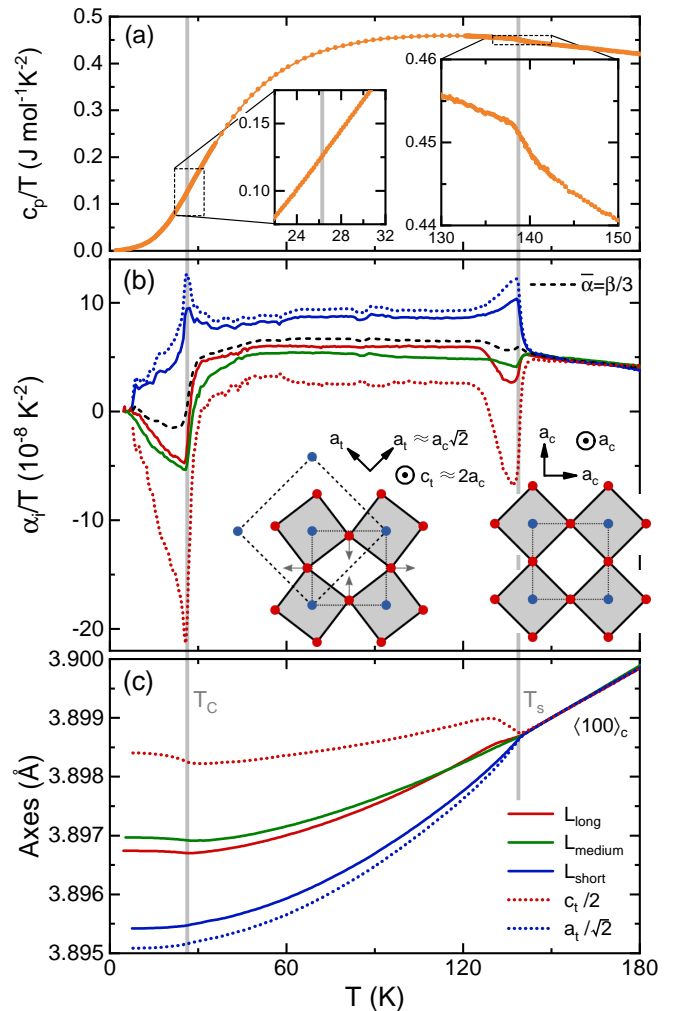 (a)
c_p/T (J mol⁻¹K⁻²)
0.5
0.4
0.3
0.2
0.1
0.0
0.15
0.10
24 28 32
0.46
0.45
0.44
130 140 150
(b)
α_i/T (10⁻⁸ K⁻²)
10
0
-10
-20
ᾱ=β/3
a_t a_t ≈ a_c√2
c_t ≈ 2a_c
a_c a_c
a_c
(c)
Axes (Å)
3.900
3.899
3.898
3.897
3.896
3.895
T_C
T_s
⟨100⟩_c
L_long
L_medium
L_short
c_t /2
a_t /√2
0 60 120 180
T (K)